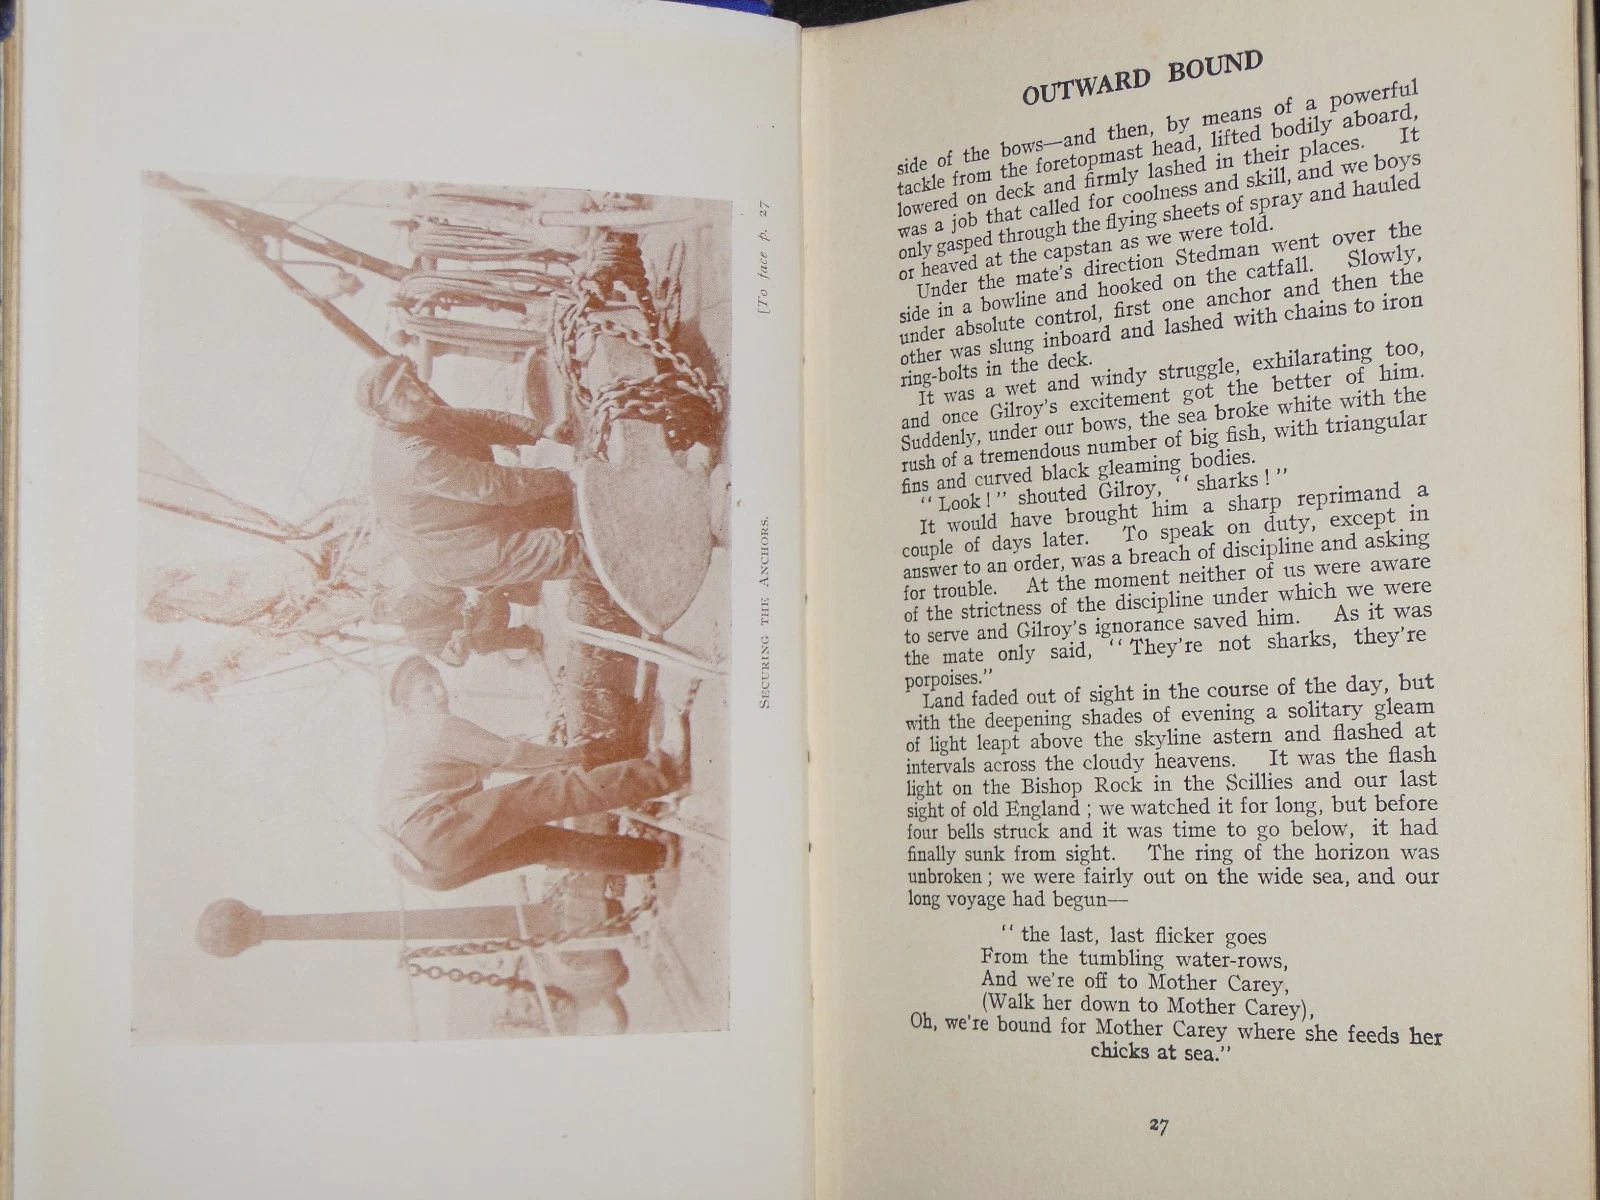 [To face p. 27
SECURING THE ANCHORS.
OUTWARD BOUND
side of the bows—and then, by means of a powerful
tackle from the foretopmast head, lifted bodily aboard,
lowered on deck and firmly lashed in their places. It
was a job that called for coolness and skill, and we boys
only gasped through the flying sheets of spray and hauled
or heaved at the capstan as we were told.
Under the mate's direction Stedman went over the
side in a bowline and hooked on the catfall. Slowly,
under absolute control, first one anchor and then the
other was slung inboard and lashed with chains to iron
ring-bolts in the deck.
It was a wet and windy struggle, exhilarating too,
and once Gilroy's excitement got the better of him.
Suddenly, under our bows, the sea broke white with the
rush of a tremendous number of big fish, with triangular
fins and curved black gleaming bodies.
“ Look ! ” shouted Gilroy, “ sharks ! ”
It would have brought him a sharp reprimand a
couple of days later. To speak on duty, except in
answer to an order, was a breach of discipline and asking
for trouble. At the moment neither of us were aware
of the strictness of the discipline under which we were
to serve and Gilroy's ignorance saved him. As it was
the mate only said, “ They're not sharks, they're
porpoises.”
Land faded out of sight in the course of the day, but
with the deepening shades of evening a solitary gleam
of light leapt above the skyline astern and flashed at
intervals across the cloudy heavens. It was the flash
light on the Bishop Rock in the Scillies and our last
sight of old England ; we watched it for long, but before
four bells struck and it was time to go below, it had
finally sunk from sight. The ring of the horizon was
unbroken ; we were fairly out on the wide sea, and our
long voyage had begun—
“ the last, last flicker goes
From the tumbling water-rows,
And we're off to Mother Carey,
(Walk her down to Mother Carey),
Oh, we're bound for Mother Carey where she feeds her
chicks at sea.”
27